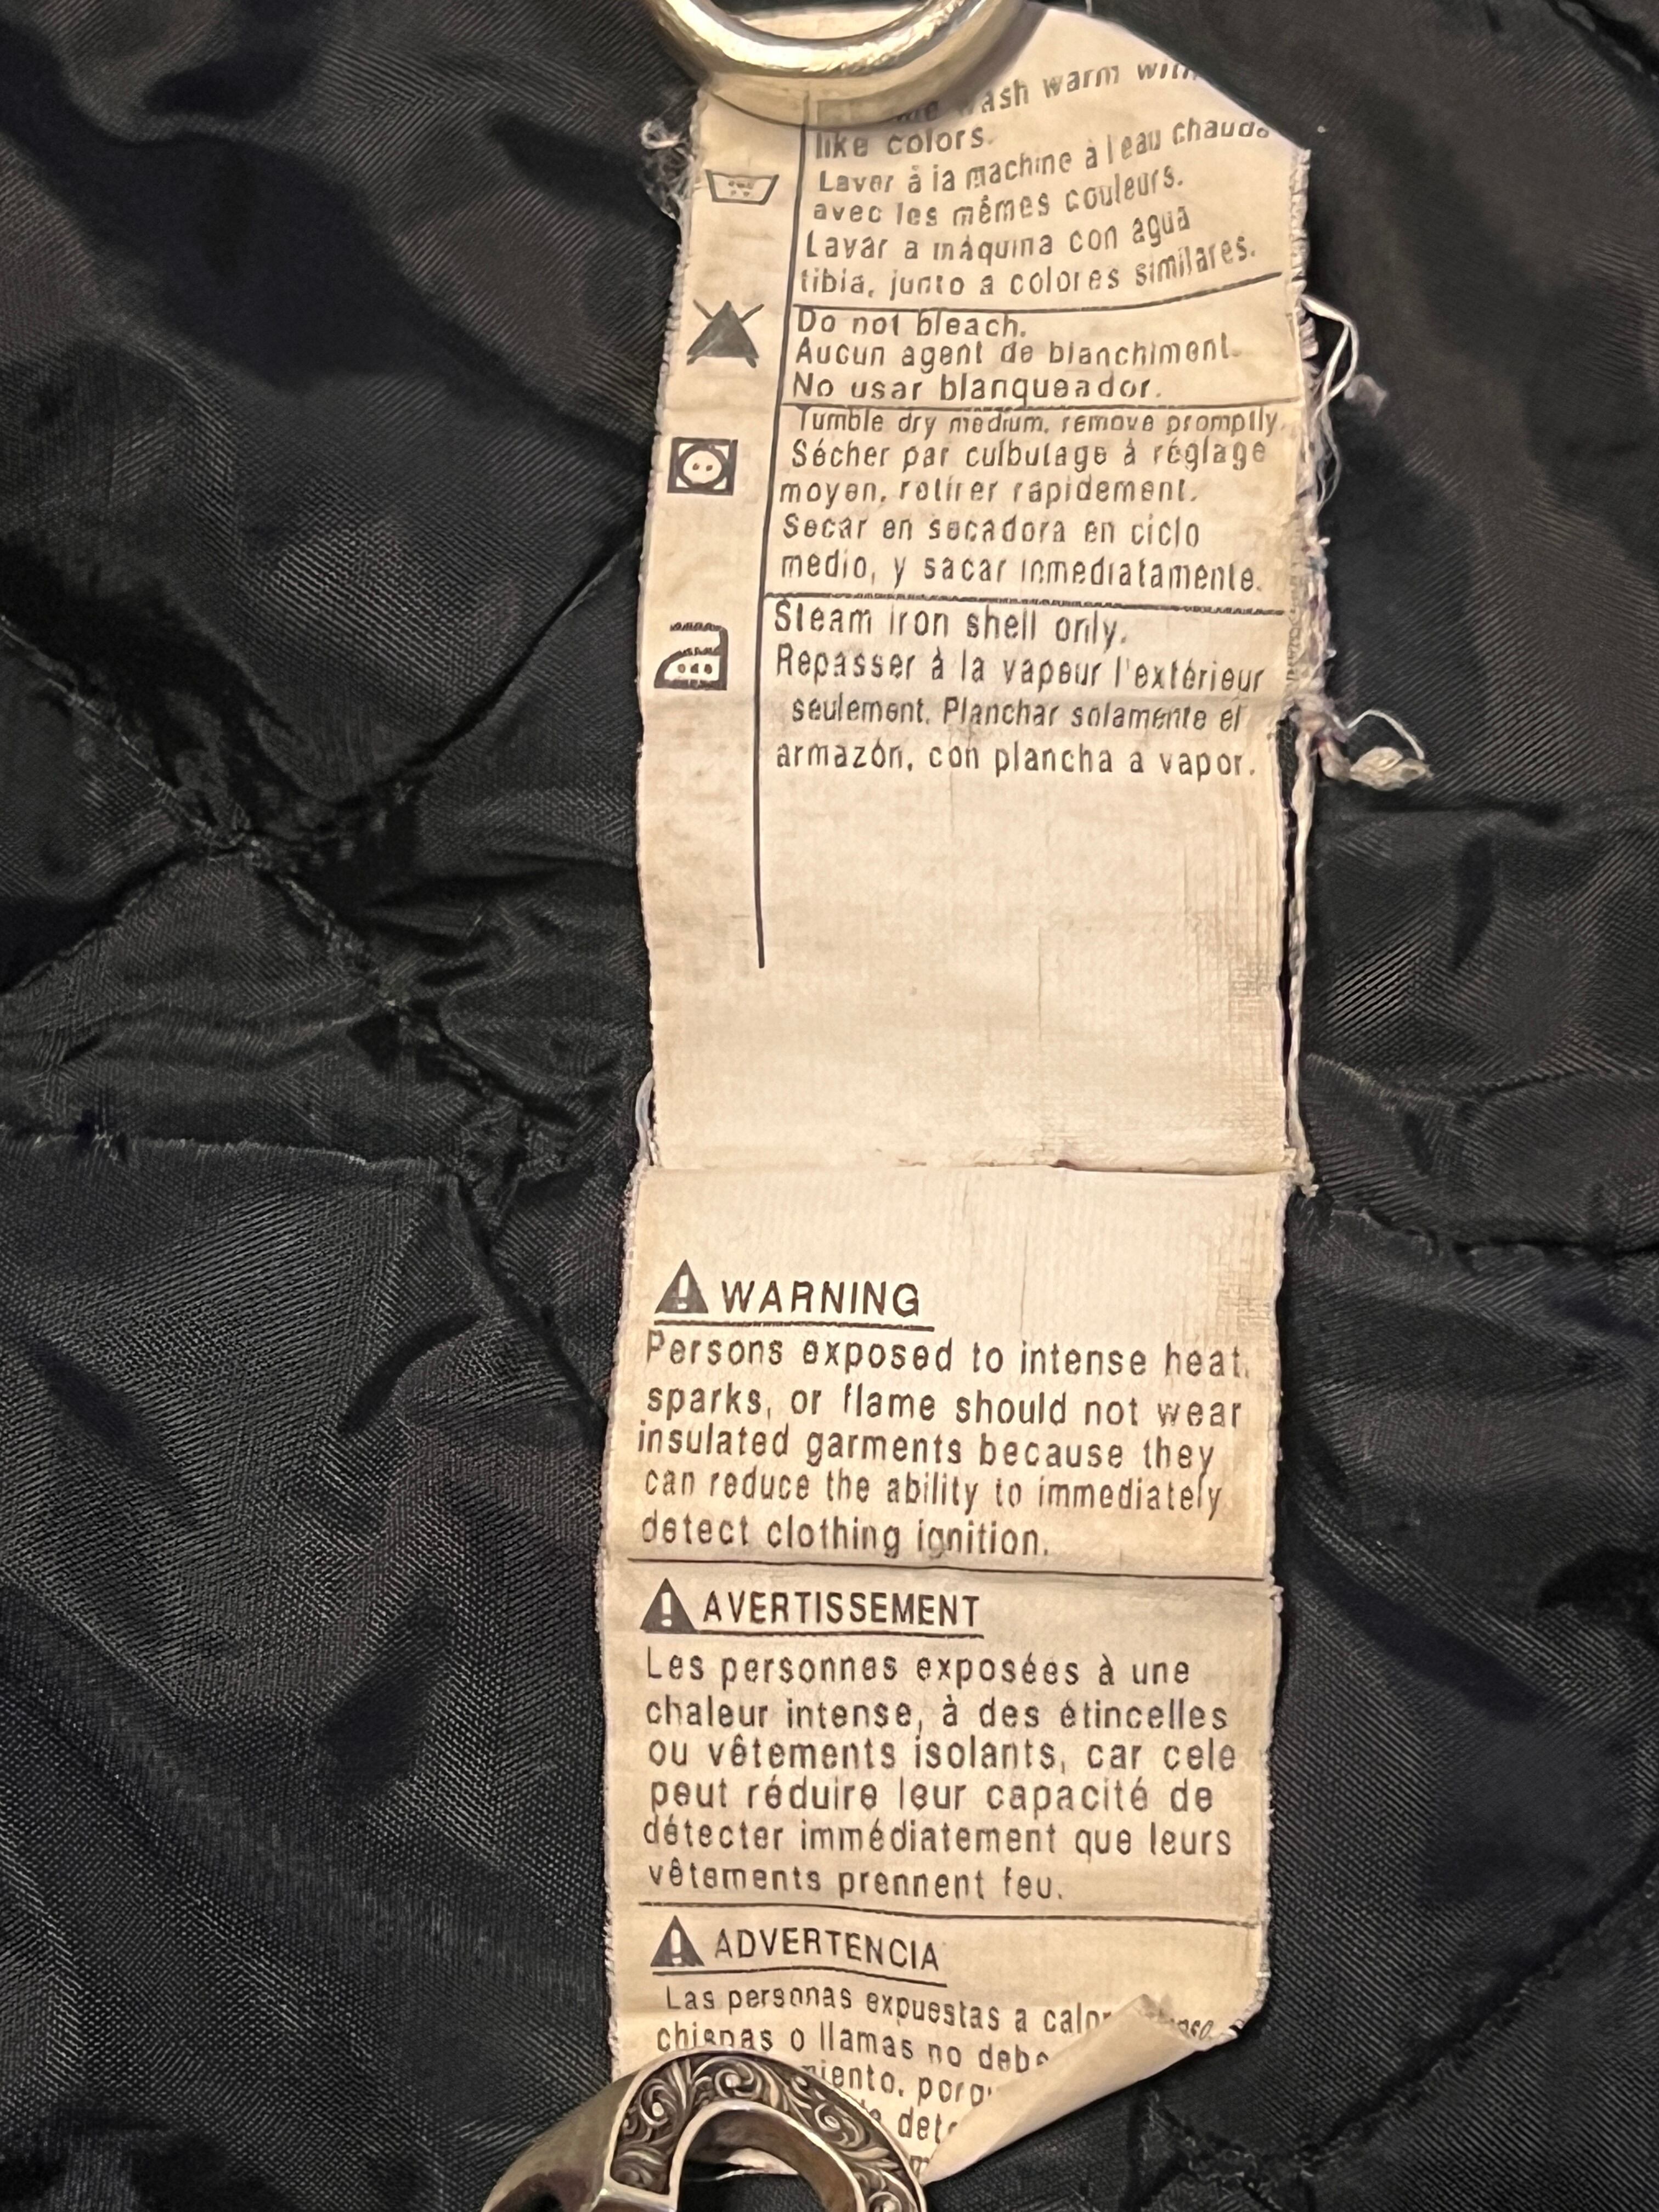 wash warm with
like colors.
Laver à la machine à l'eau chaude
avec les mêmes couleurs.
Lavar a máquina con agua
tibia, junto a colores similares.
Do not bleach.
Aucun agent de blanchiment.
No usar blanqueador.
Tumble dry medium, remove promptly.
Sécher par culbutage à réglage
moyen, retirer rapidement.
Secar en secadora en ciclo
medio, y sacar inmediatamente.
Steam iron shell only.
Repasser à la vapeur l'extérieur
seulement. Planchar solamente el
armazón, con plancha a vapor.
WARNING
Persons exposed to intense heat,
sparks, or flame should not wear
insulated garments because they
can reduce the ability to immediately
detect clothing ignition.
AVERTISSEMENT
Les personnes exposées à une
chaleur intense, à des étincelles
ou vêtements isolants, car cele
peut réduire leur capacité de
détecter immédiatement que leurs
vêtements prennent feu.
ADVERTENCIA
Las personas expuestas a calor
chispas o llamas no